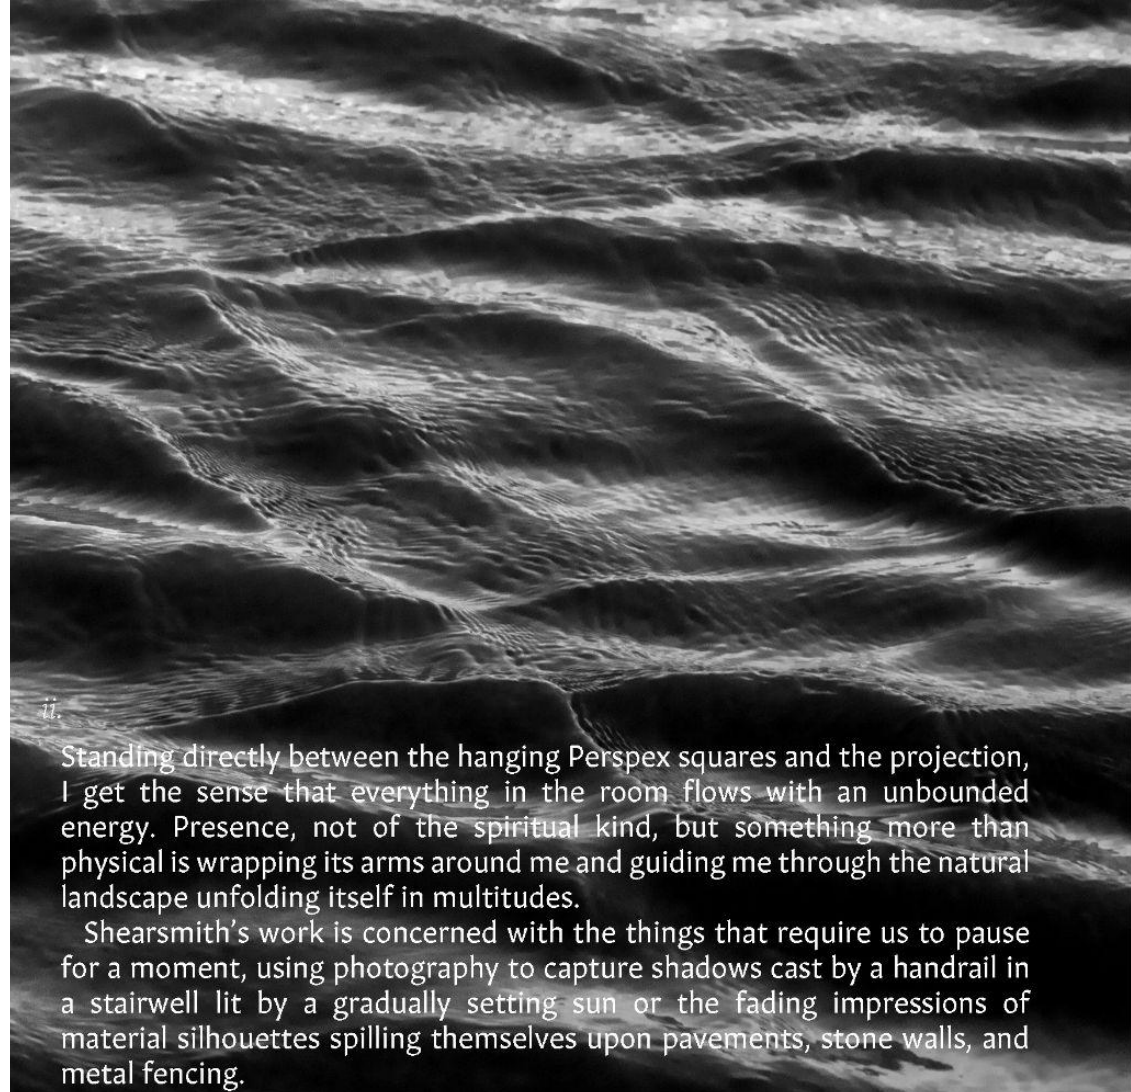 ii.
Standing directly between the hanging Perspex squares and the projection,
I get the sense that everything in the room flows with an unbounded
energy. Presence, not of the spiritual kind, but something more than
physical is wrapping its arms around me and guiding me through the natural
landscape unfolding itself in multitudes.
Shearsmith’s work is concerned with the things that require us to pause
for a moment, using photography to capture shadows cast by a handrail in
a stairwell lit by a gradually setting sun or the fading impressions of
material silhouettes spilling themselves upon pavements, stone walls, and
metal fencing.